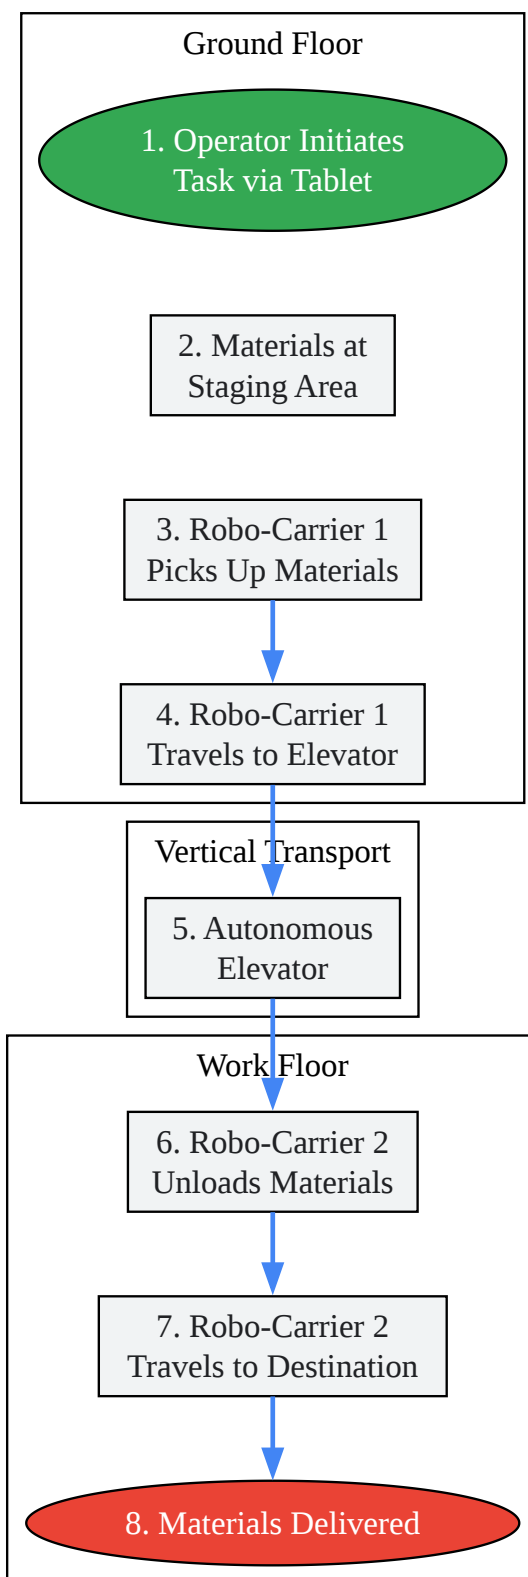 Ground Floor
1. Operator Initiates
Task via Tablet
2. Materials at
Staging Area
3. Robo-Carrier 1
Picks Up Materials
4. Robo-Carrier 1
Travels to Elevator
Vertical Transport
5. Autonomous
Elevator
Work Floor
6. Robo-Carrier 2
Unloads Materials
7. Robo-Carrier 2
Travels to Destination
8. Materials Delivered